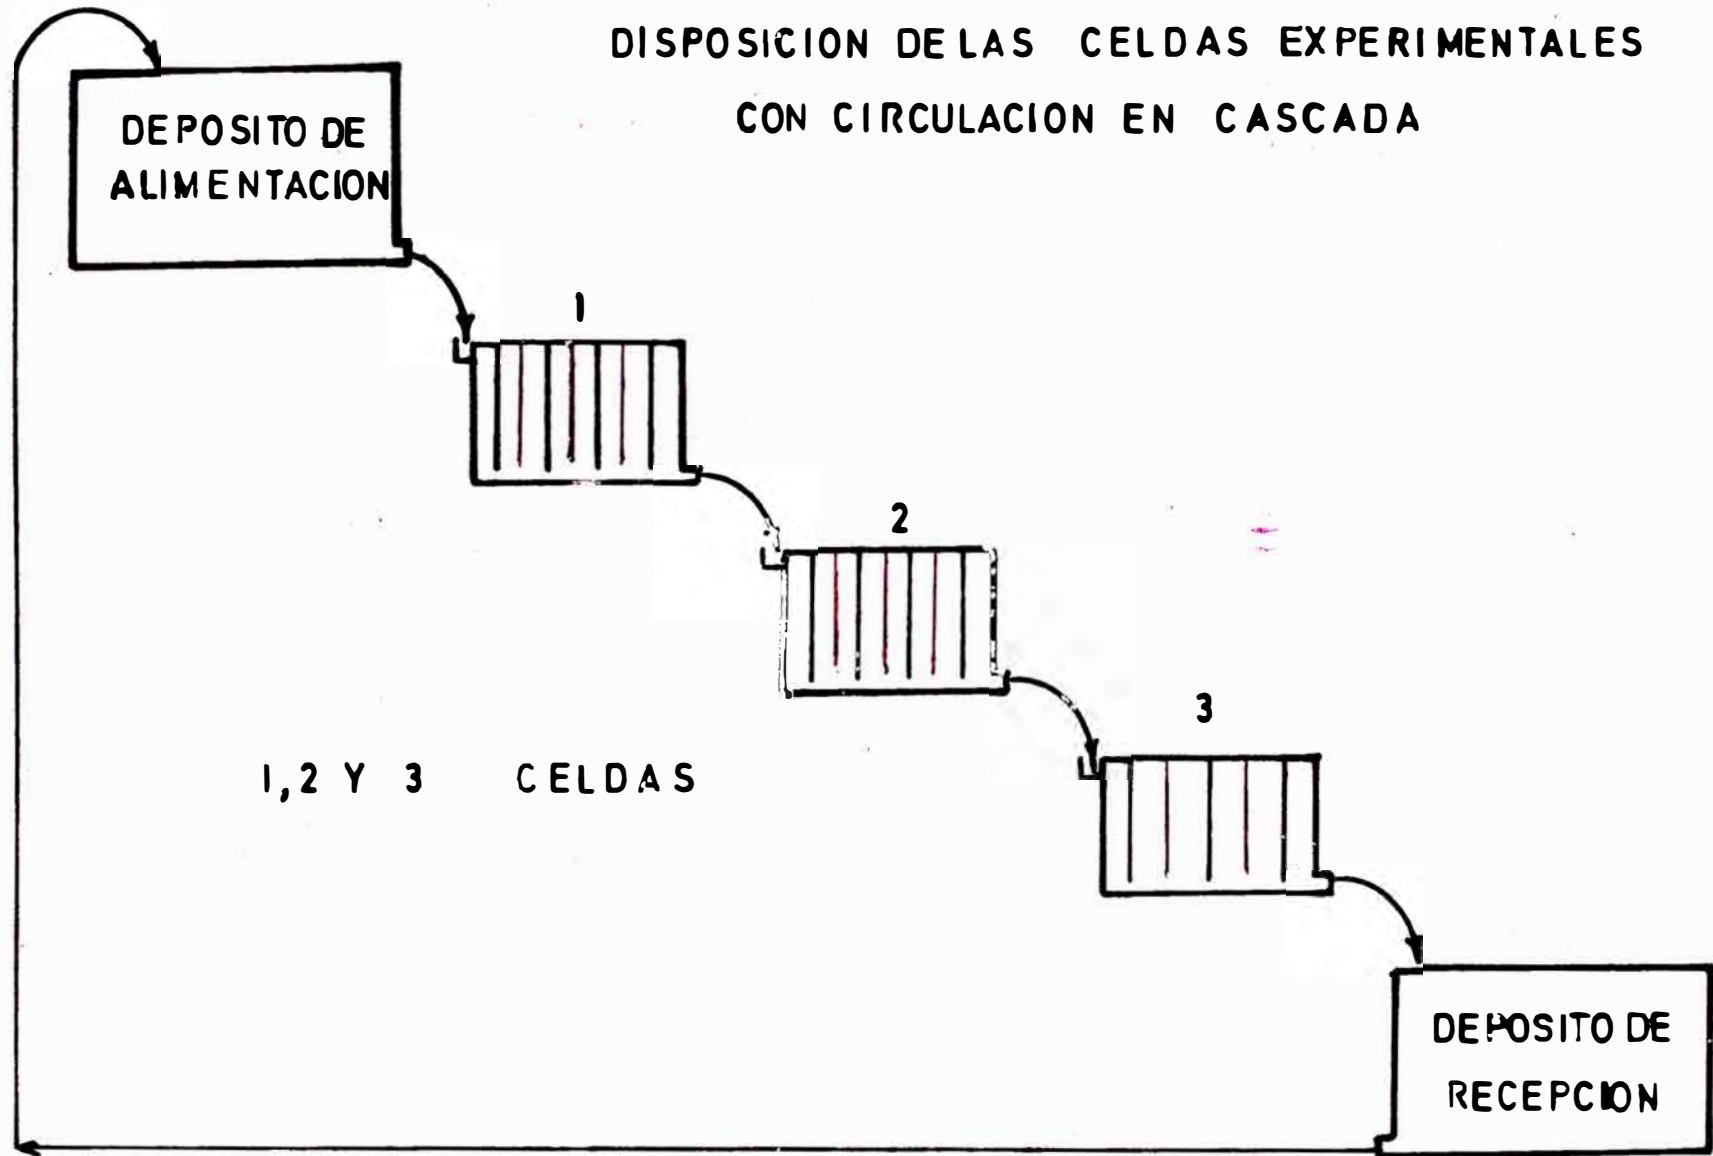 DISPOSICION DE LAS CELDAS EXPERIMENTALES
CON CIRCULACION EN CASCADA
DEPOSITO DE
ALIMENTACION
1
2
3
1,2 Y 3 CELDAS
DEPOSITO DE
RECEPCION